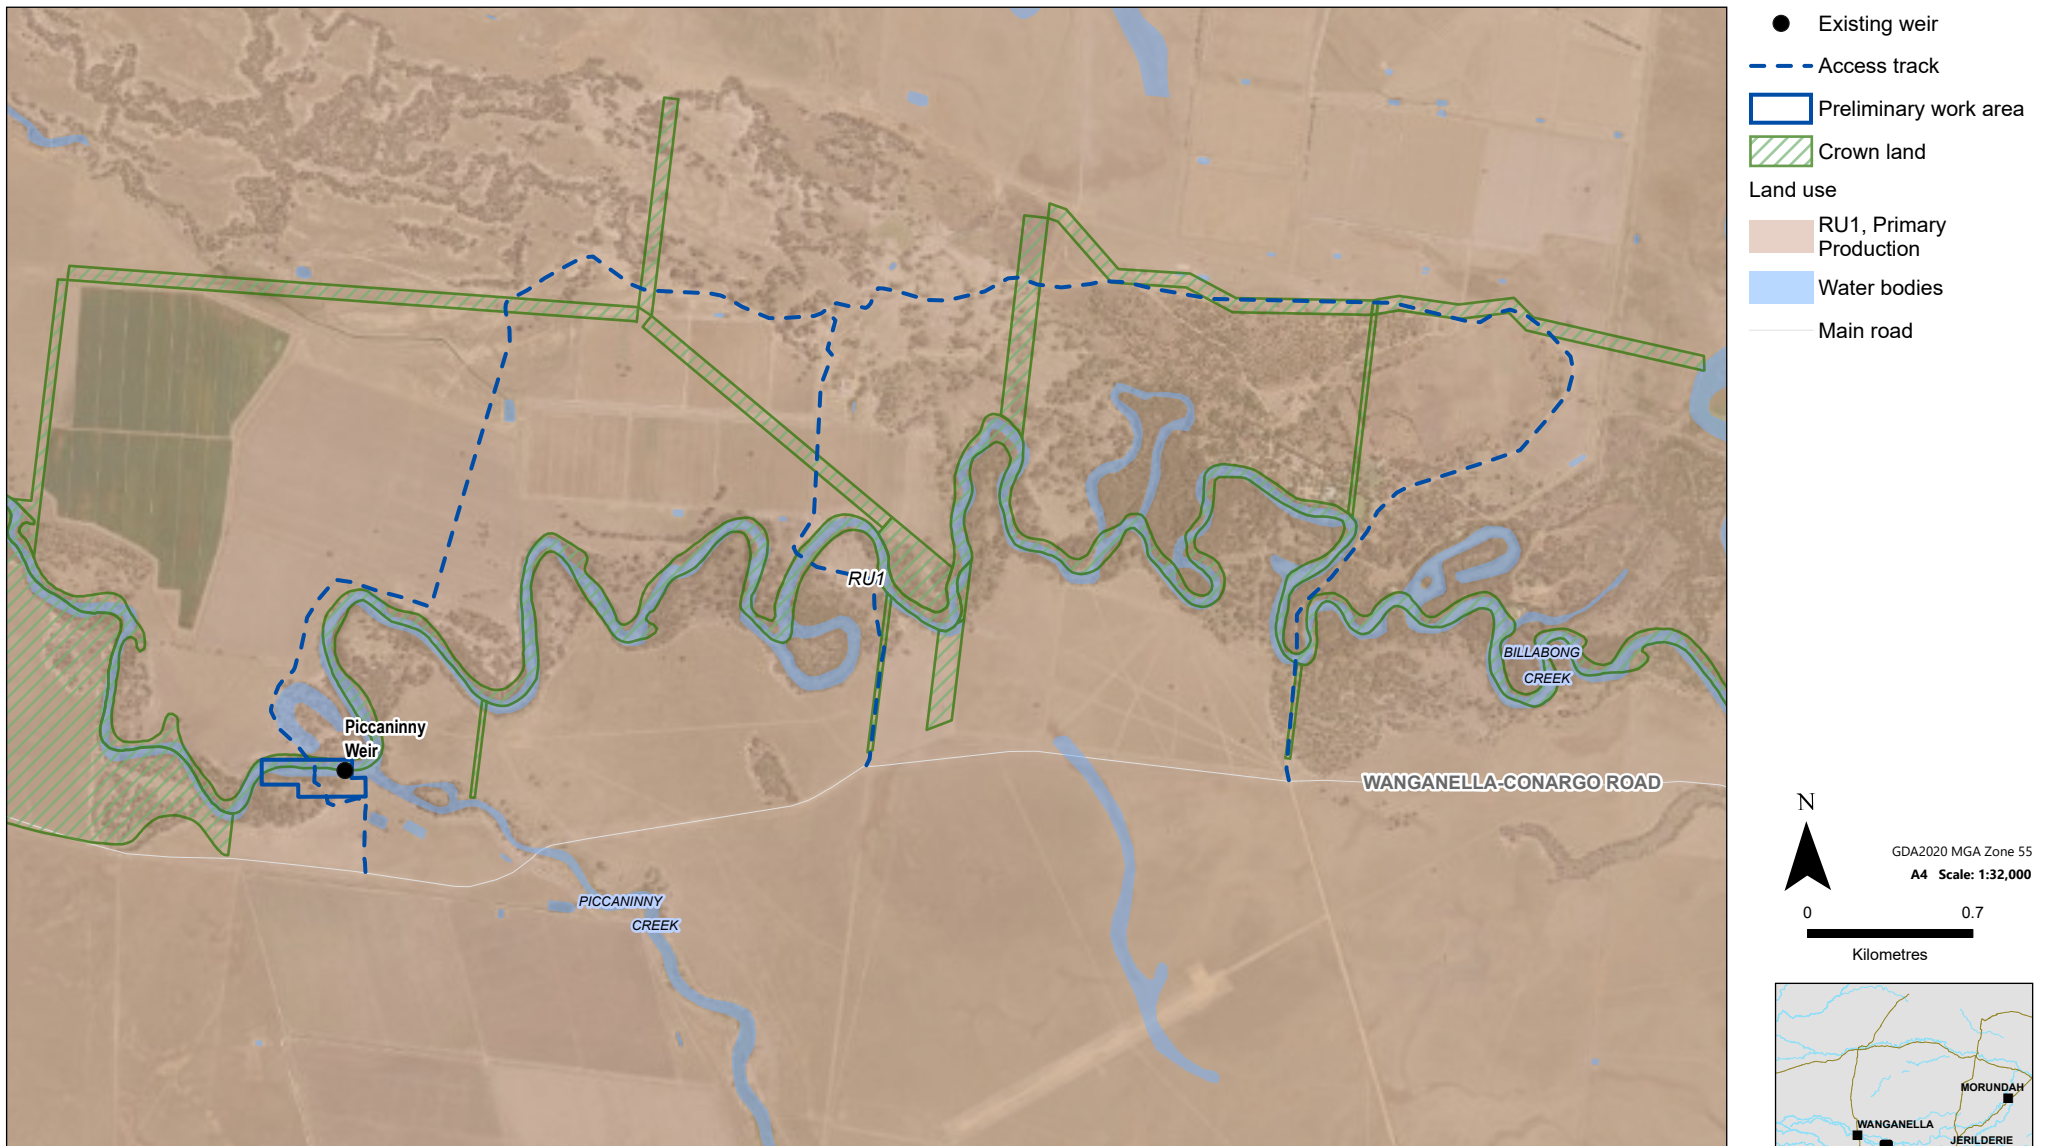 Existing weir
Access track
Preliminary work area
Crown land
Land use
RU1, Primary
Production
Water bodies
Main road
RU1
Piccaninny
Weir
BILLABONG
CREEK
WANGANELLA-CONARGO ROAD
PICCANINNY
CREEK
N
GDA2020 MGA Zone 55
A4 Scale: 1:32,000
0 0.7
Kilometres
MORUNDAH
WANGANELLA
JERILDERIE